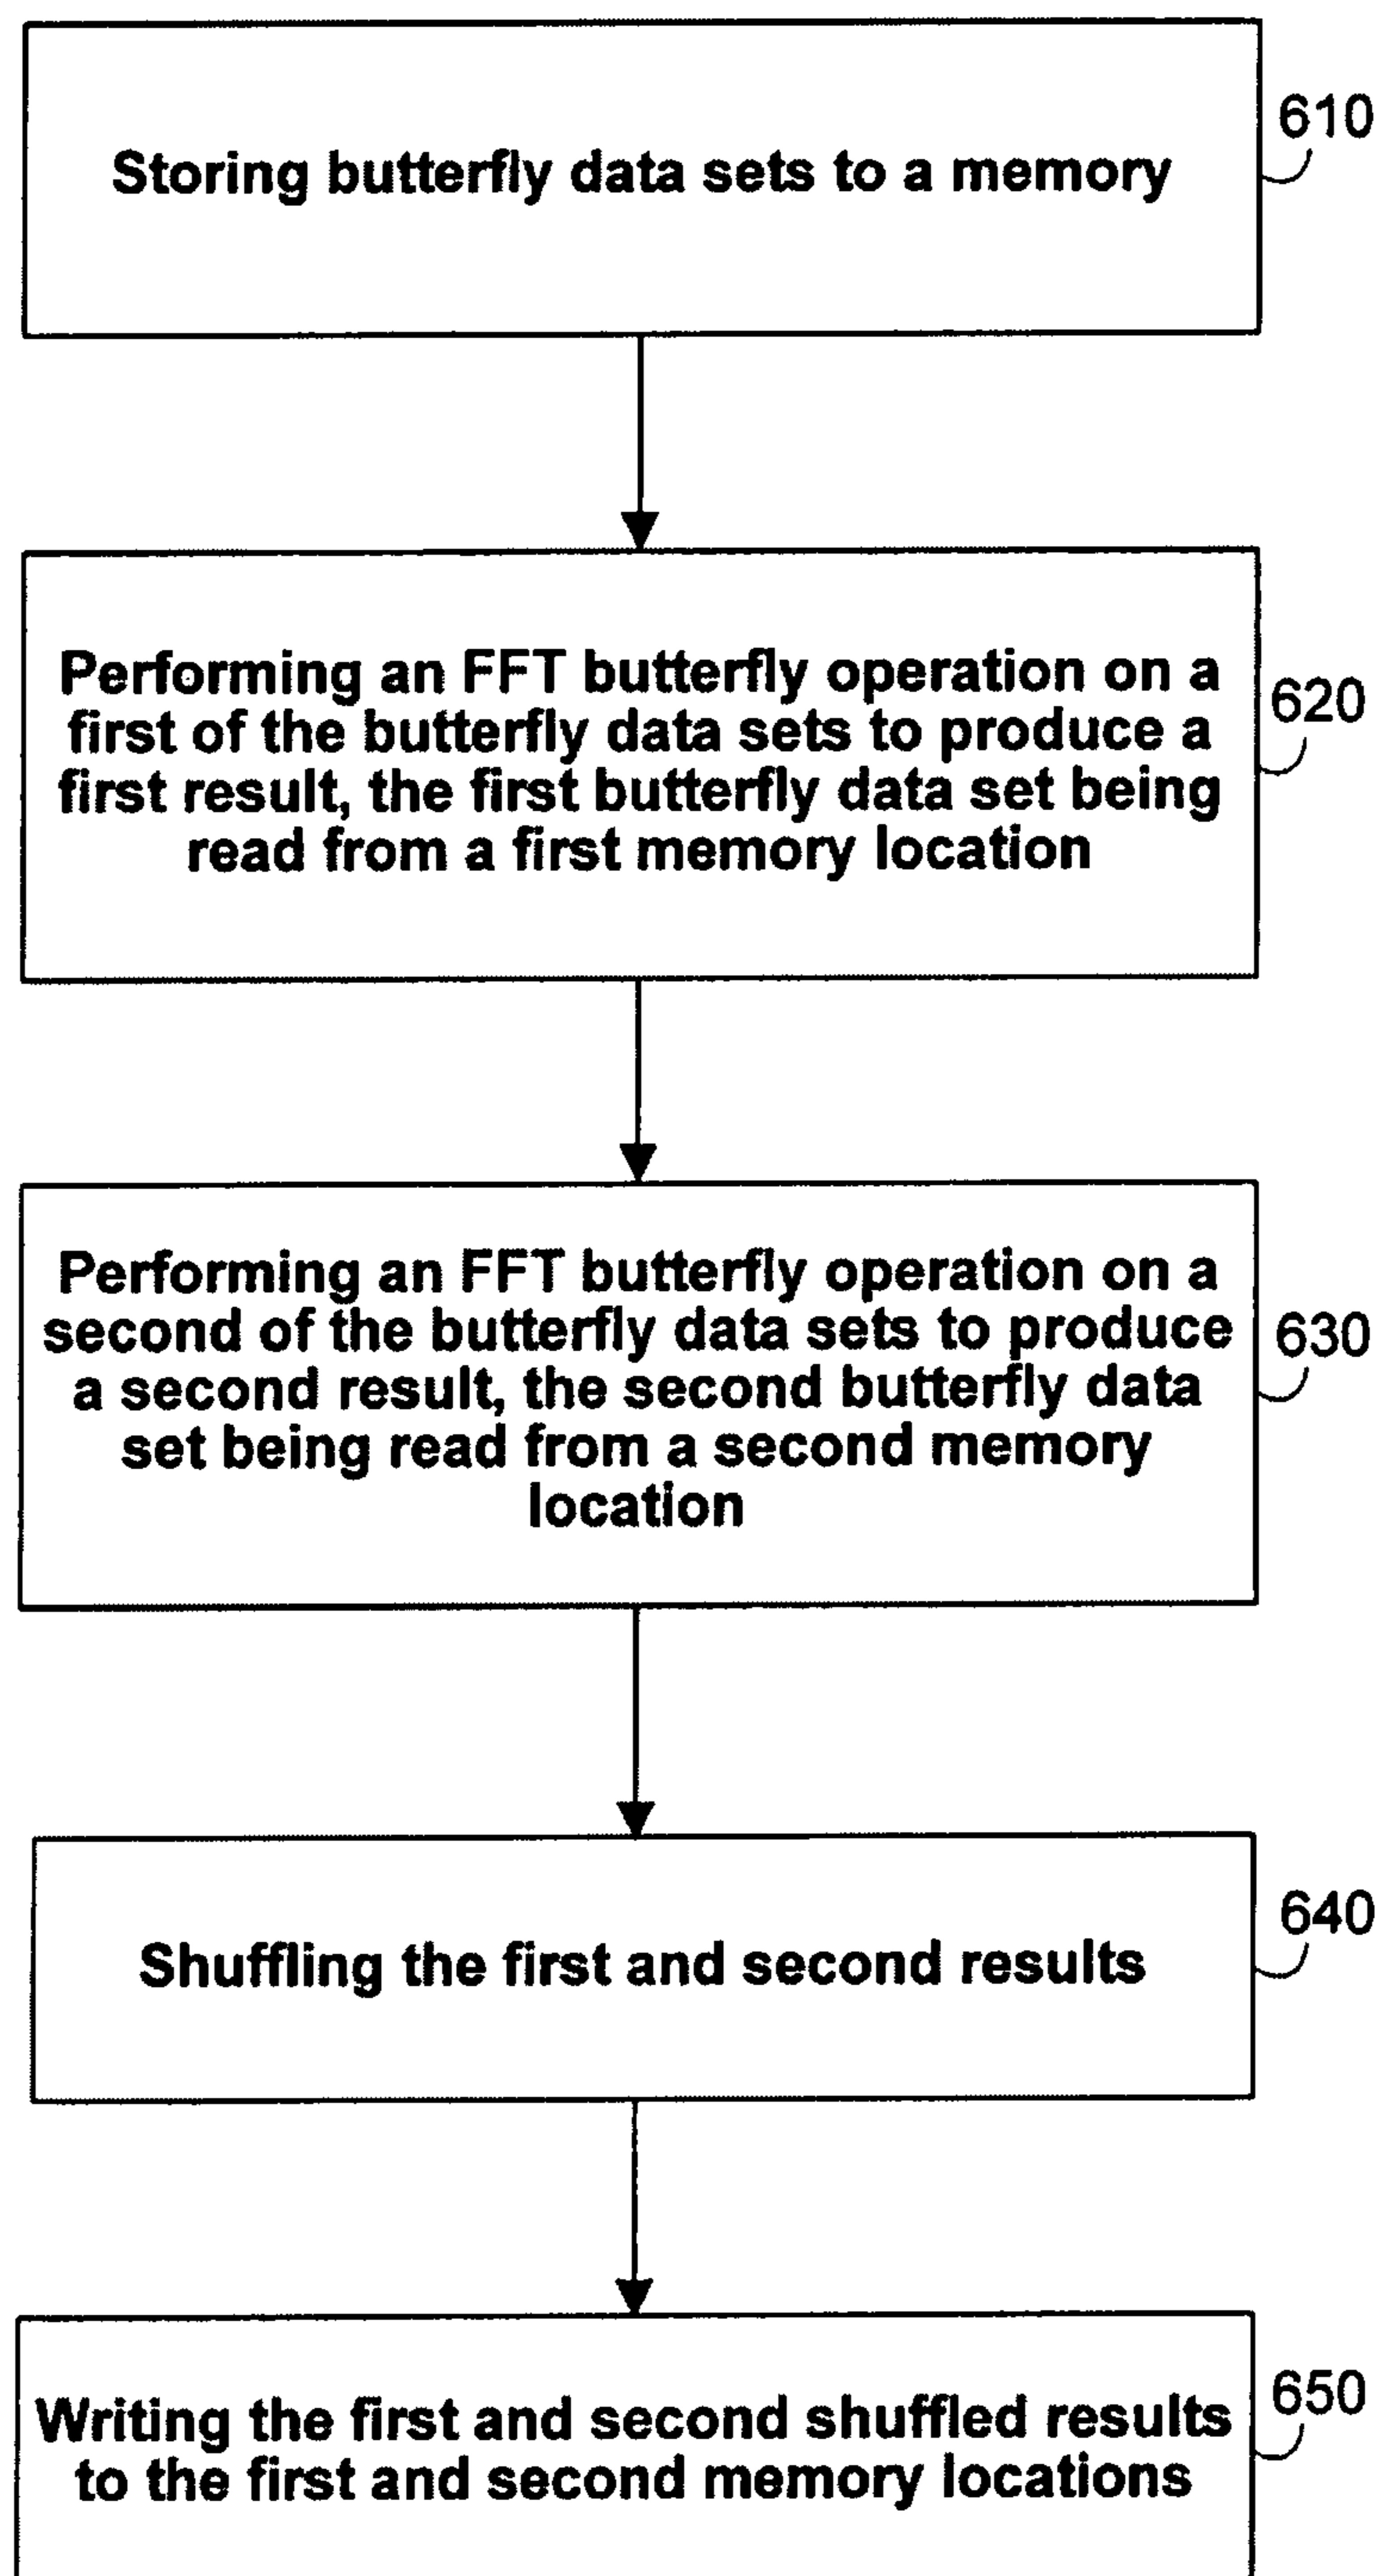 Storing butterfly data sets to a memory
610
Performing an FFT butterfly operation on a
first of the butterfly data sets to produce a
first result, the first butterfly data set being
read from a first memory location
620
Performing an FFT butterfly operation on a
second of the butterfly data sets to produce
a second result, the second butterfly data
set being read from a second memory
location
630
Shuffling the first and second results
640
Writing the first and second shuffled results
to the first and second memory locations
650